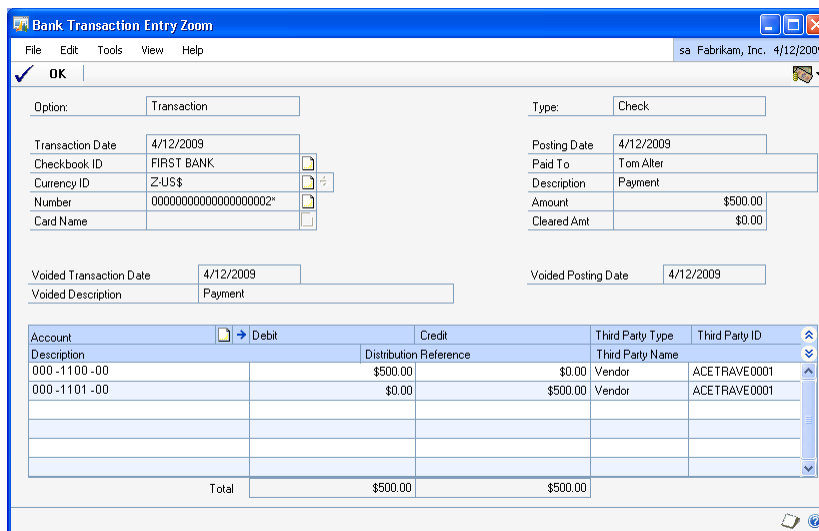 Bank Transaction Entry Zoom
File Edit Tools View Help sa Fabrikam, Inc. 4/12/2009
OK
Option: Transaction Type: Check
Transaction Date 4/12/2009 Posting Date 4/12/2009
Checkbook ID FIRST BANK Paid To Tom Alter
Currency ID Z-US$ Description Payment
Number 00000000000000000002* Amount $500.00
Card Name Cleared Amt $0.00
Voided Transaction Date 4/12/2009 Voided Posting Date 4/12/2009
Voided Description Payment
Account Debit Credit Third Party Type Third Party ID
Description Distribution Reference Third Party Name
000 -1100 -00 $500.00 $0.00 Vendor ACETRAVE0001
000 -1101 -00 $0.00 $500.00 Vendor ACETRAVE0001
Total $500.00 $500.00